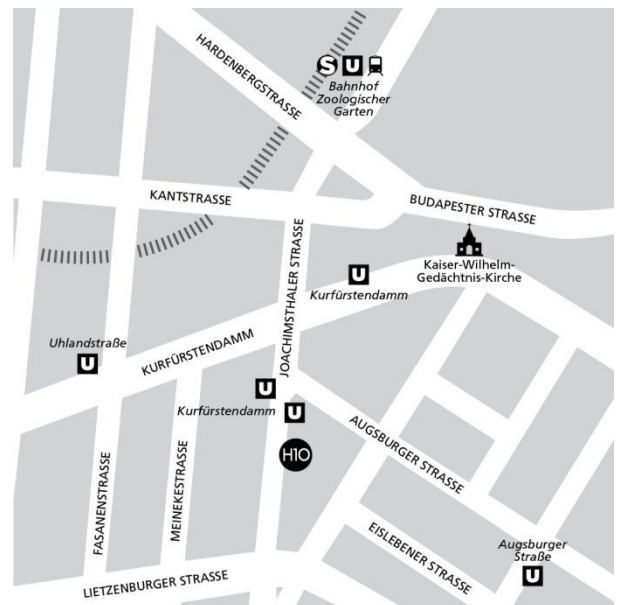 HARDENBERGSTRASSE
S U
Bahnhof
Zoologischer
Garten
KANTSTRASSE
BUDAPESTER STRASSE
JOACHIMSTHALER STRASSE
Kaiser-Wilhelm-
Gedächtnis-Kirche
U
Kurfürstendamm
Uhlandstraße
U
KURFÜRSTENDAMM
U
Kurfürstendamm
U
H10
AUGSBURGER STRASSE
FASANENSTRASSE
MEINEKESTRASSE
EISLEBENER STRASSE
Augsburger
Straße
U
LIETZENBURGER STRASSE